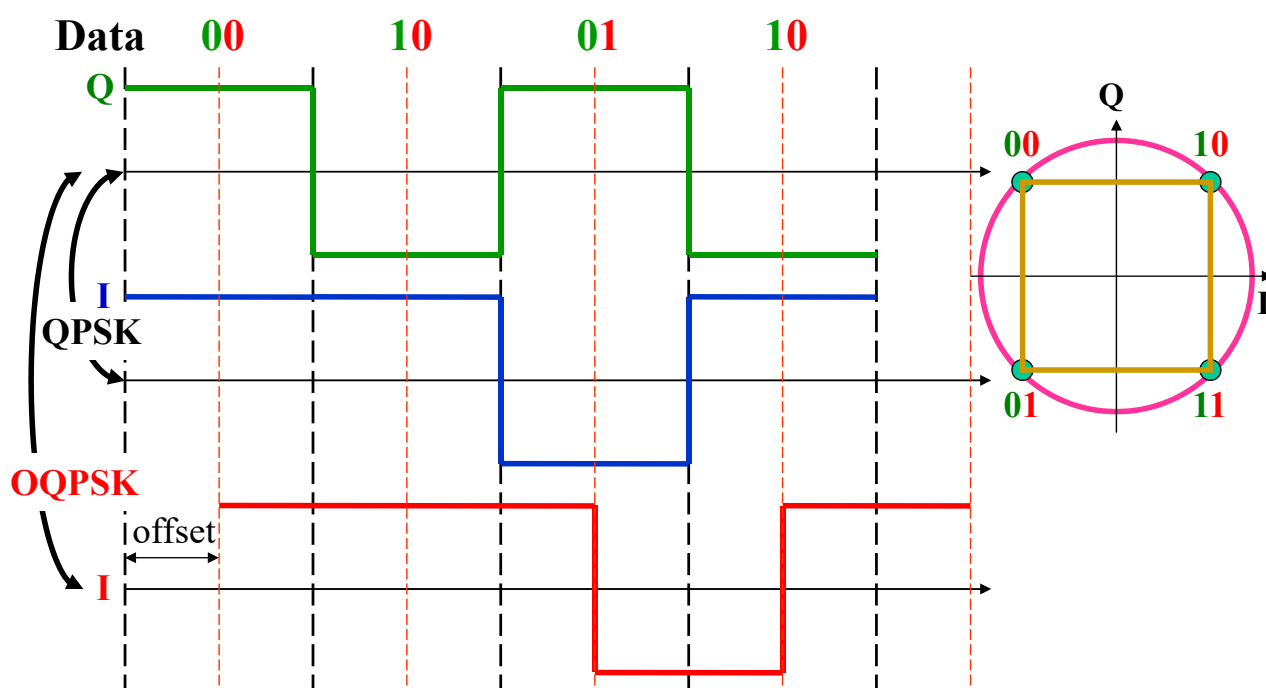 Data 00 10 01 10
Q
I
QPSK
OQPSK
offset
I
Q
00 10
I
01 11